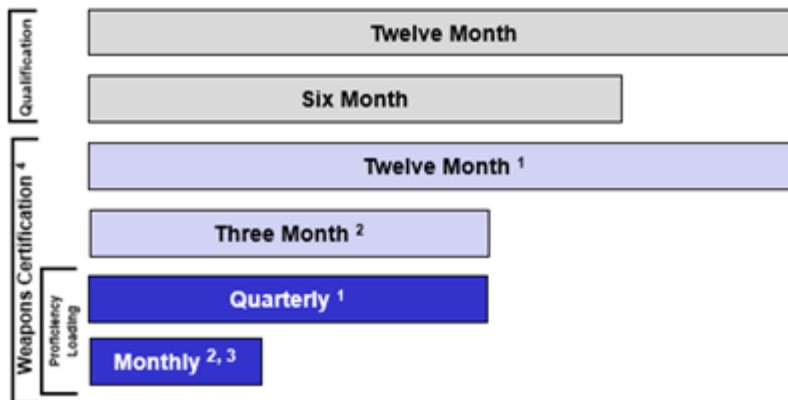 Qualification
Twelve Month
Six Month
Weapons Certification 4
Twelve Month 1
Three Month 2
Proficiency
Loading
Quarterly 1
Monthly 2, 3